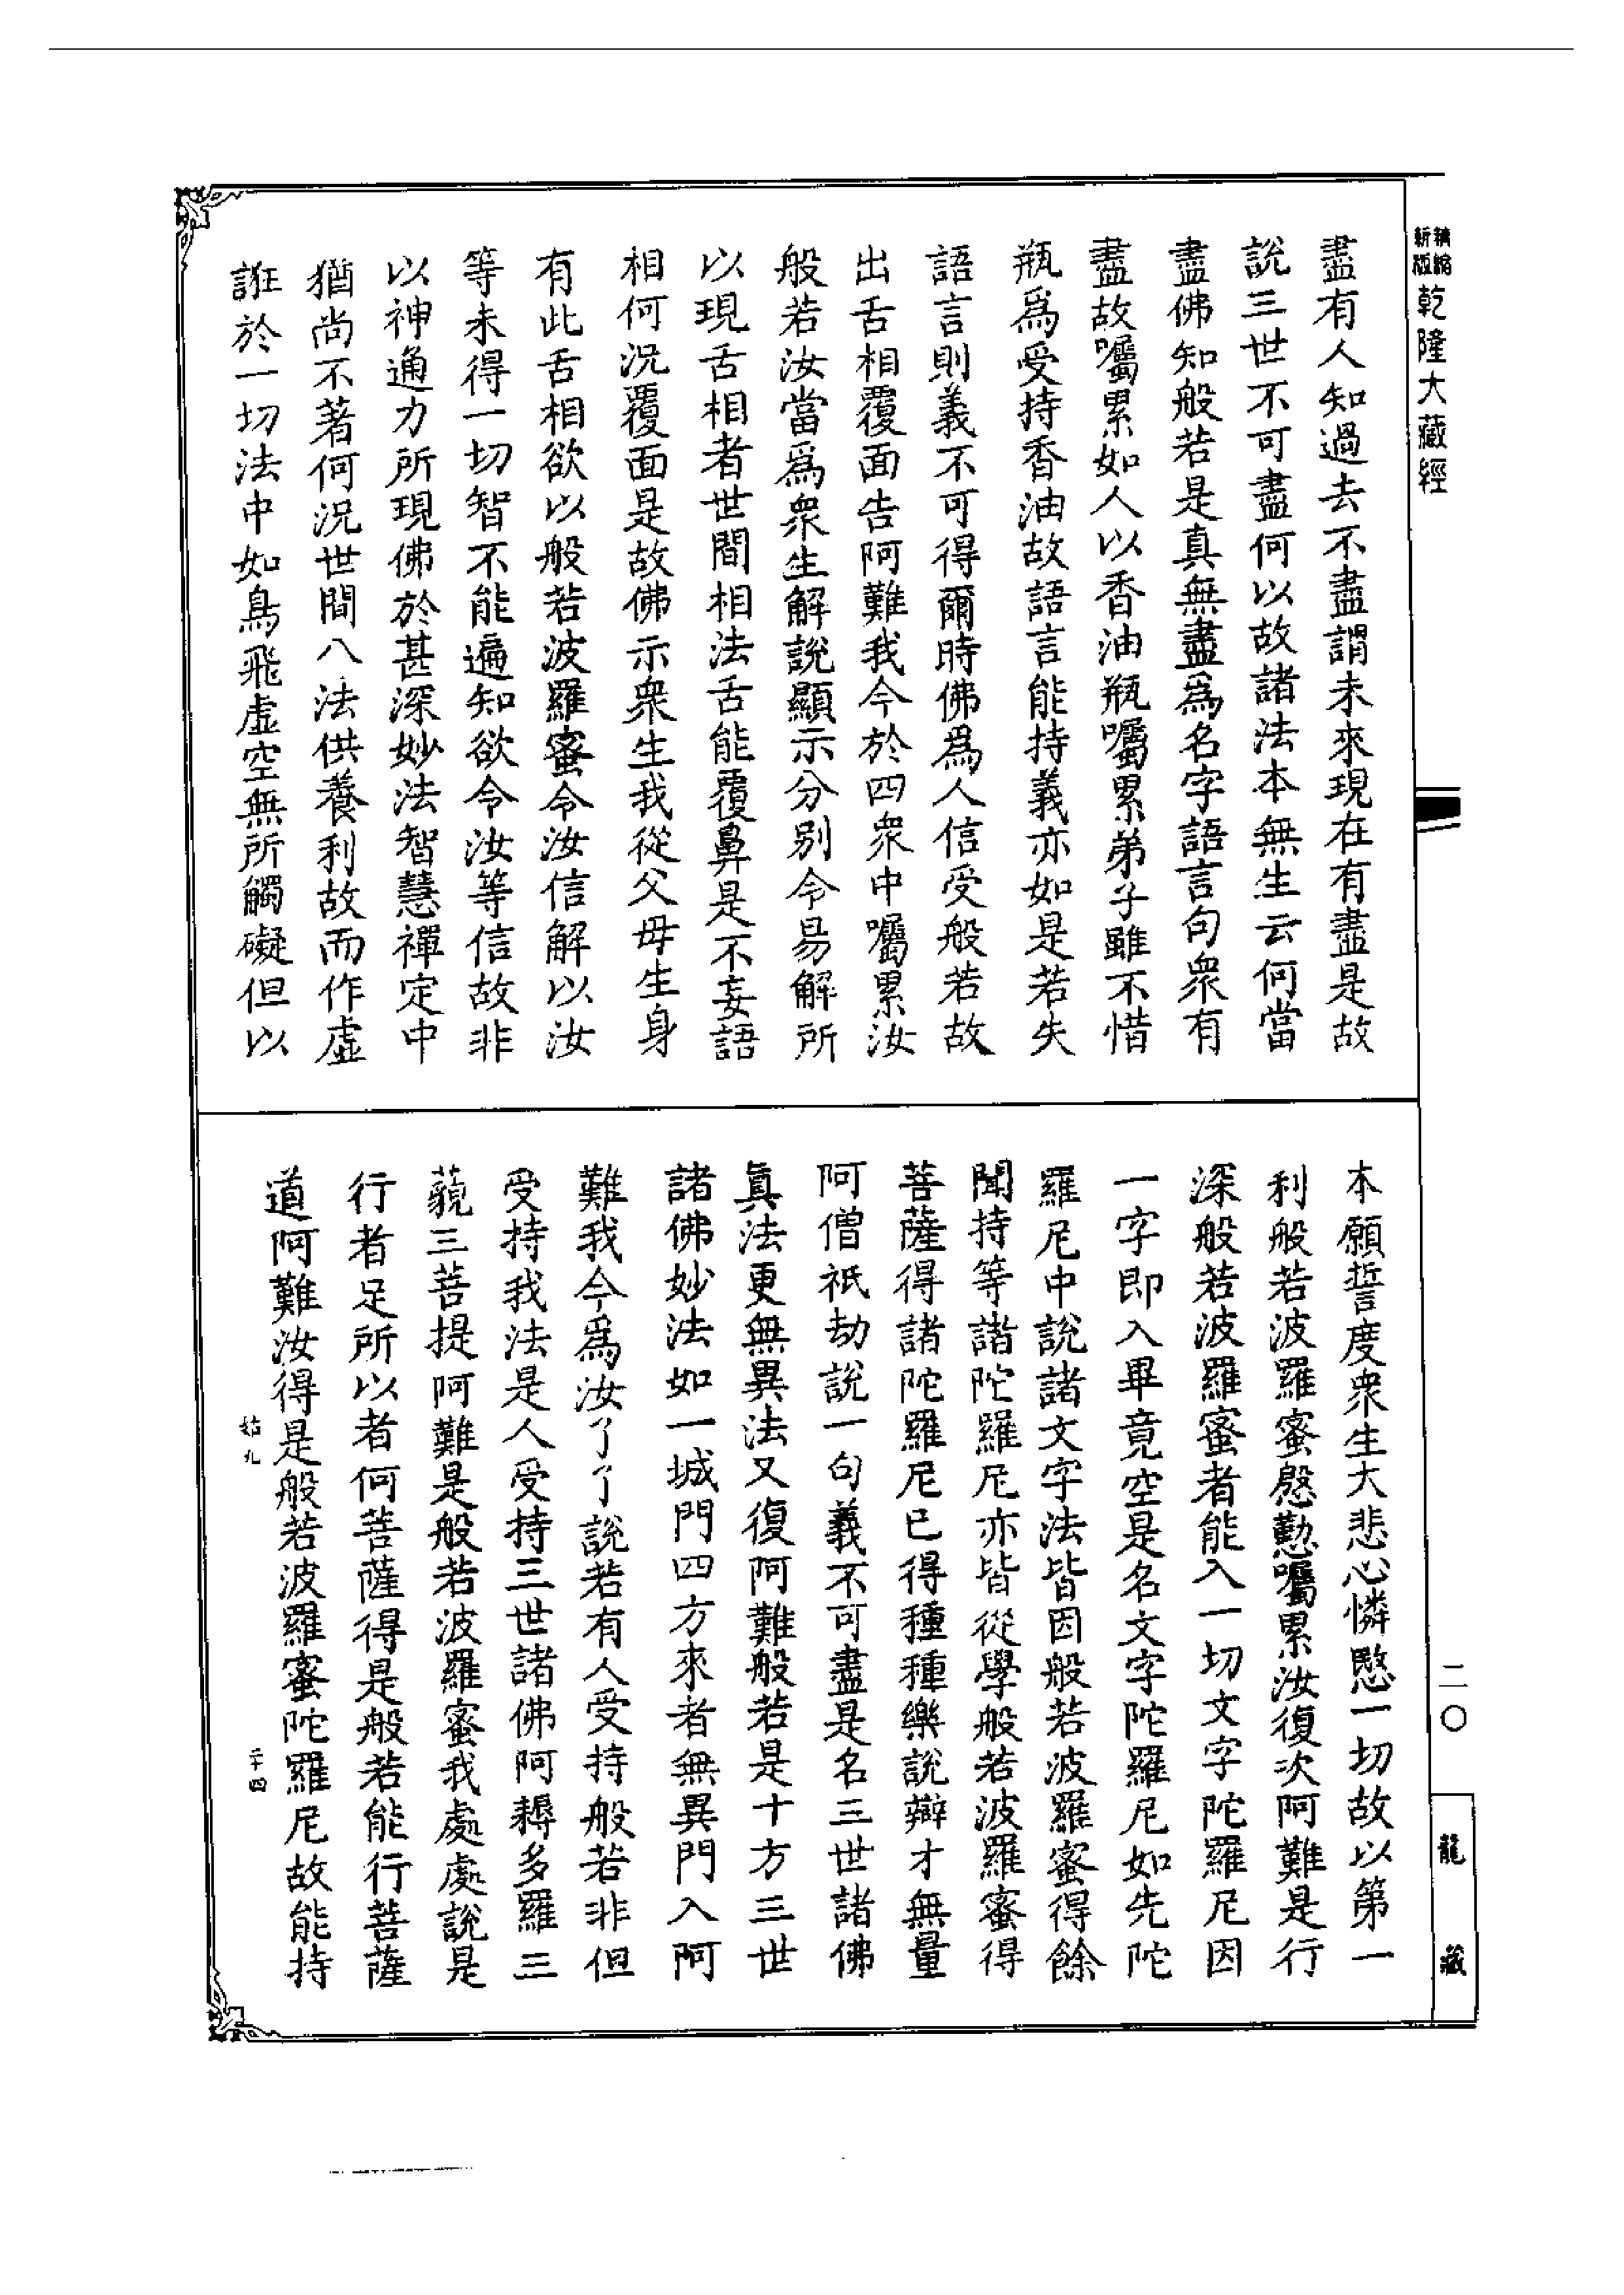 精縮新版乾隆大藏經
盡有人知過去不盡謂未來現在有盡是故
說三世不可盡何以故諸法本無生云何當
盡佛知般若是真無盡爲名字語言句衆有
盡故囑累如人以香油瓶囑累弟子雖不惜
瓶爲受持香油故語言能持義亦如是若失
語言則義不可得爾時佛爲人信受般若故
出舌相覆面告阿難我今於四衆中囑累汝
般若汝當爲衆生解說顯示分別令易解所
以現舌相者世間相法舌能覆鼻是不妄語
相何況覆面是故佛示衆生我從父母生身
有此舌相欲以般若波羅蜜令汝信解以汝
等未得一切智不能遍知欲令汝等信故非
以神通力所現佛於甚深妙法智慧禪定中
猶尚不著何況世間八法供養利故而作虛
誑於一切法中如鳥飛虛空無所觸礙但以
本願誓度衆生大悲心憐愍一切故以第一
利般若波羅蜜慇懃囑累汝復次阿難是行
深般若波羅蜜者能入一切文字陀羅尼因
一字即入畢竟空是名文字陀羅尼如先陀
羅尼中說諸文字法皆因般若波羅蜜得餘
聞持等諸陀羅尼亦皆從學般若波羅蜜得
菩薩得諸陀羅尼已得種種樂說辯才無量
阿僧祇劫說一句義不可盡是名三世諸佛
真法更無異法又復阿難般若是十方三世
諸佛妙法如一城門四方來者無異門入阿
難我今爲汝了了說若有人受持般若非但
受持我法是人受持三世諸佛阿耨多羅三
藐三菩提阿難是般若波羅蜜我處處說是
行者足所以者何菩薩得是般若能行菩薩
道阿難汝得是般若波羅蜜陀羅尼故能持
九
二十四
二〇
龍藏